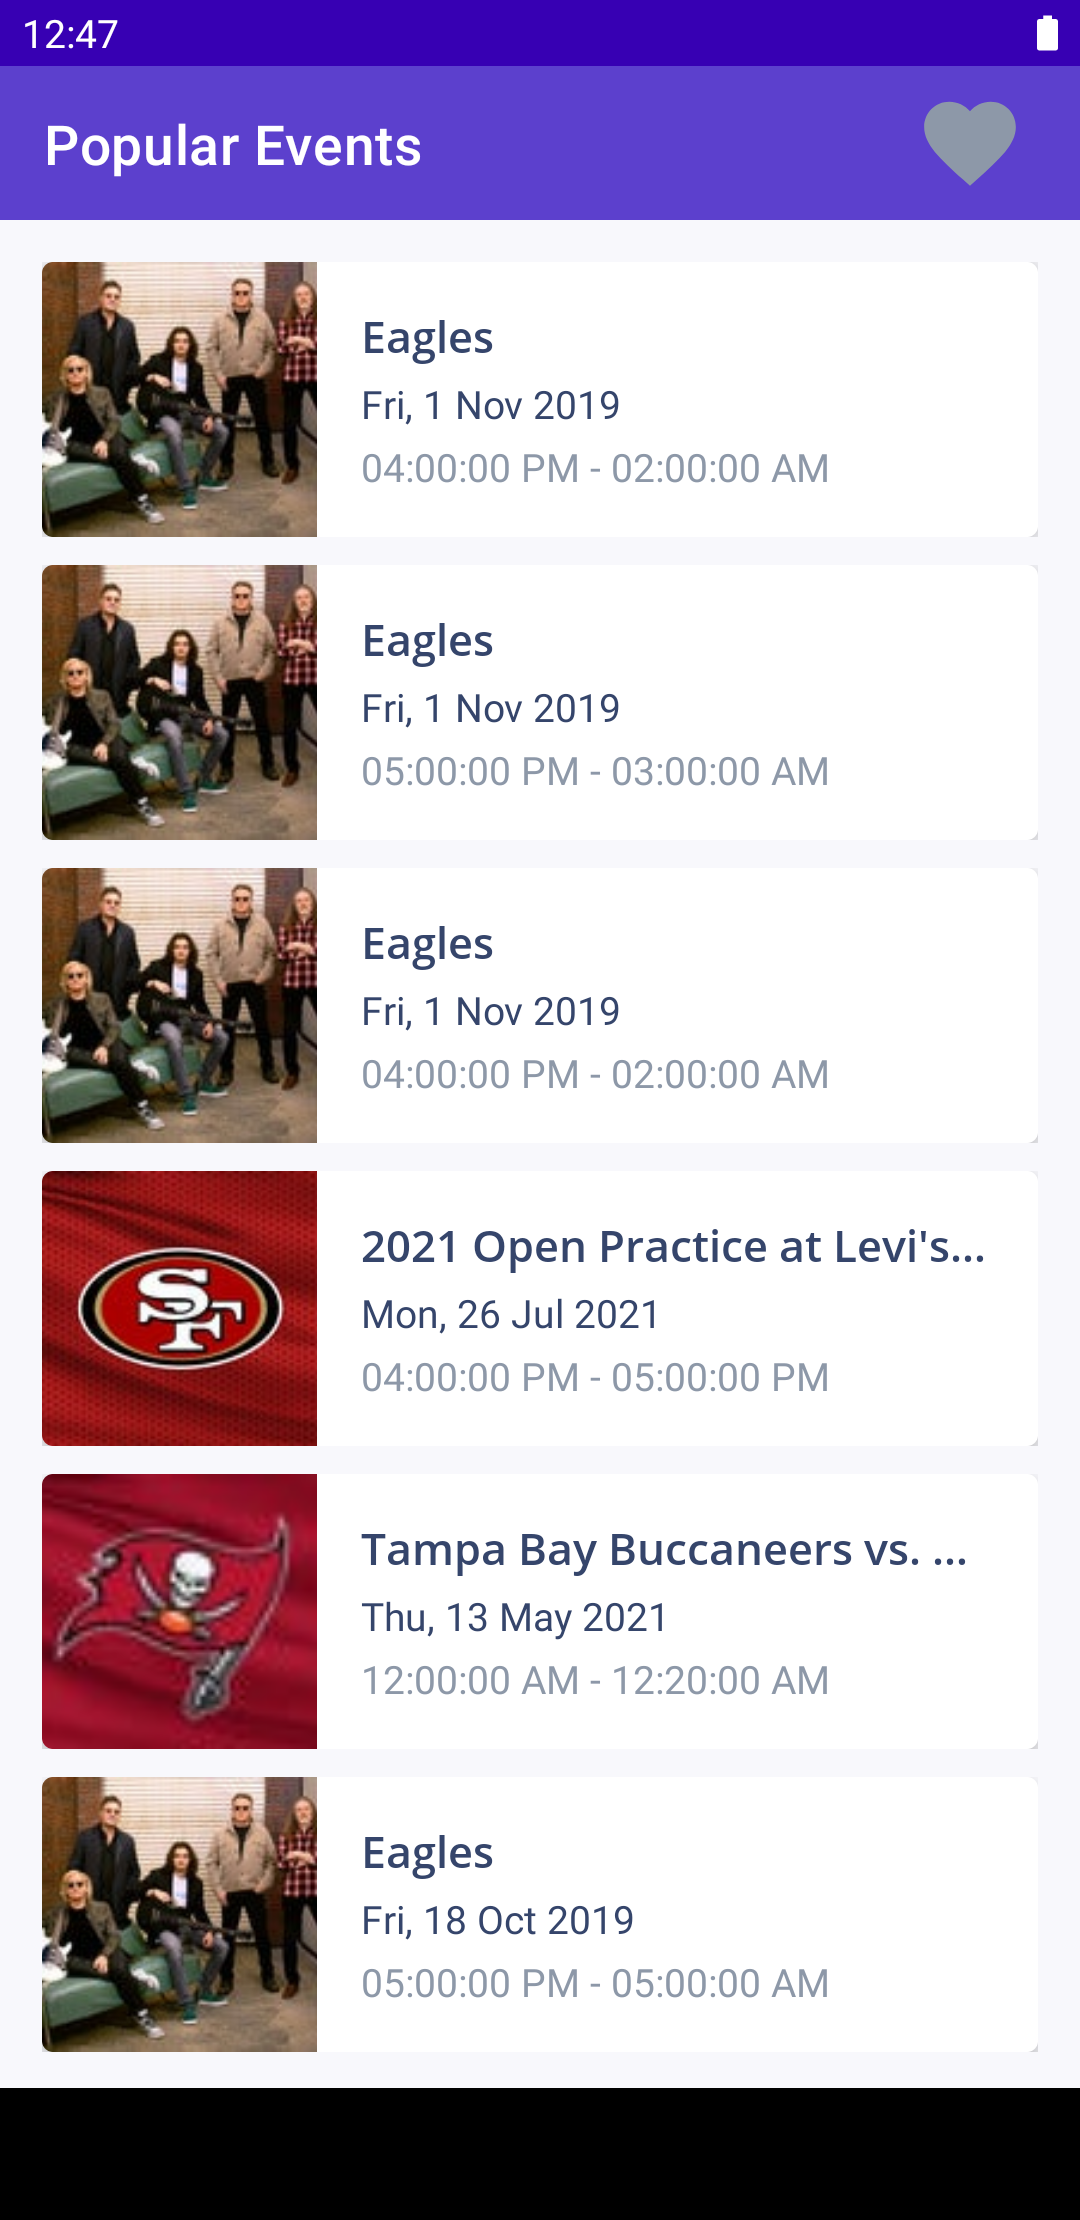 12:47
Popular Events
Eagles
Fri, 1 Nov 2019
04:00:00 PM - 02:00:00 AM
Eagles
Fri, 1 Nov 2019
05:00:00 PM - 03:00:00 AM
Eagles
Fri, 1 Nov 2019
04:00:00 PM - 02:00:00 AM
SF
2021 Open Practice at Levi's...
Mon, 26 Jul 2021
04:00:00 PM - 05:00:00 PM
Tampa Bay Buccaneers vs. ...
Thu, 13 May 2021
12:00:00 AM - 12:20:00 AM
Eagles
Fri, 18 Oct 2019
05:00:00 PM - 05:00:00 AM